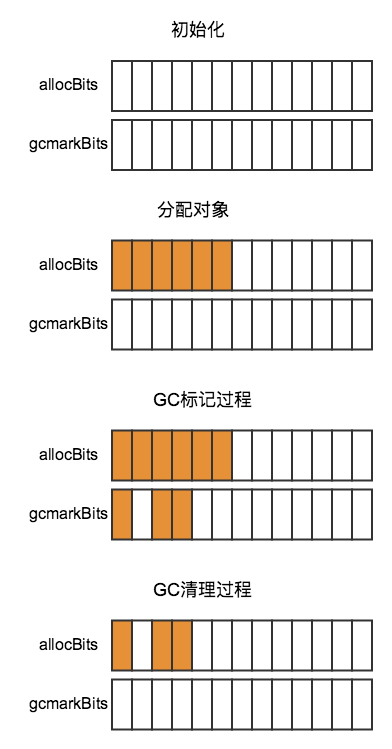 初始化
allocBits
gcmarkBits
分配对象
allocBits
gcmarkBits
GC标记过程
allocBits
gcmarkBits
GC清理过程
allocBits
gcmarkBits